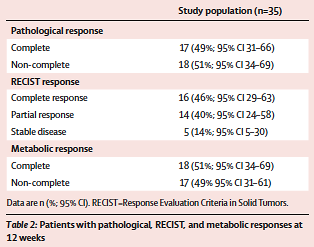 Study population (n=35)
Pathological response
Complete 17 (49%; 95% CI 31–66)
Non-complete 18 (51%; 95% CI 34–69)
RECIST response
Complete response 16 (46%; 95% CI 29–63)
Partial response 14 (40%; 95% CI 24–58)
Stable disease 5 (14%; 95% CI 5–30)
Metabolic response
Complete 18 (51%; 95% CI 34–69)
Non-complete 17 (49%; 95% CI 31–61)
Data are n (%; 95% CI). RECIST=Response Evaluation Criteria in Solid Tumors.
Table 2: Patients with pathological, RECIST, and metabolic responses at
12 weeks